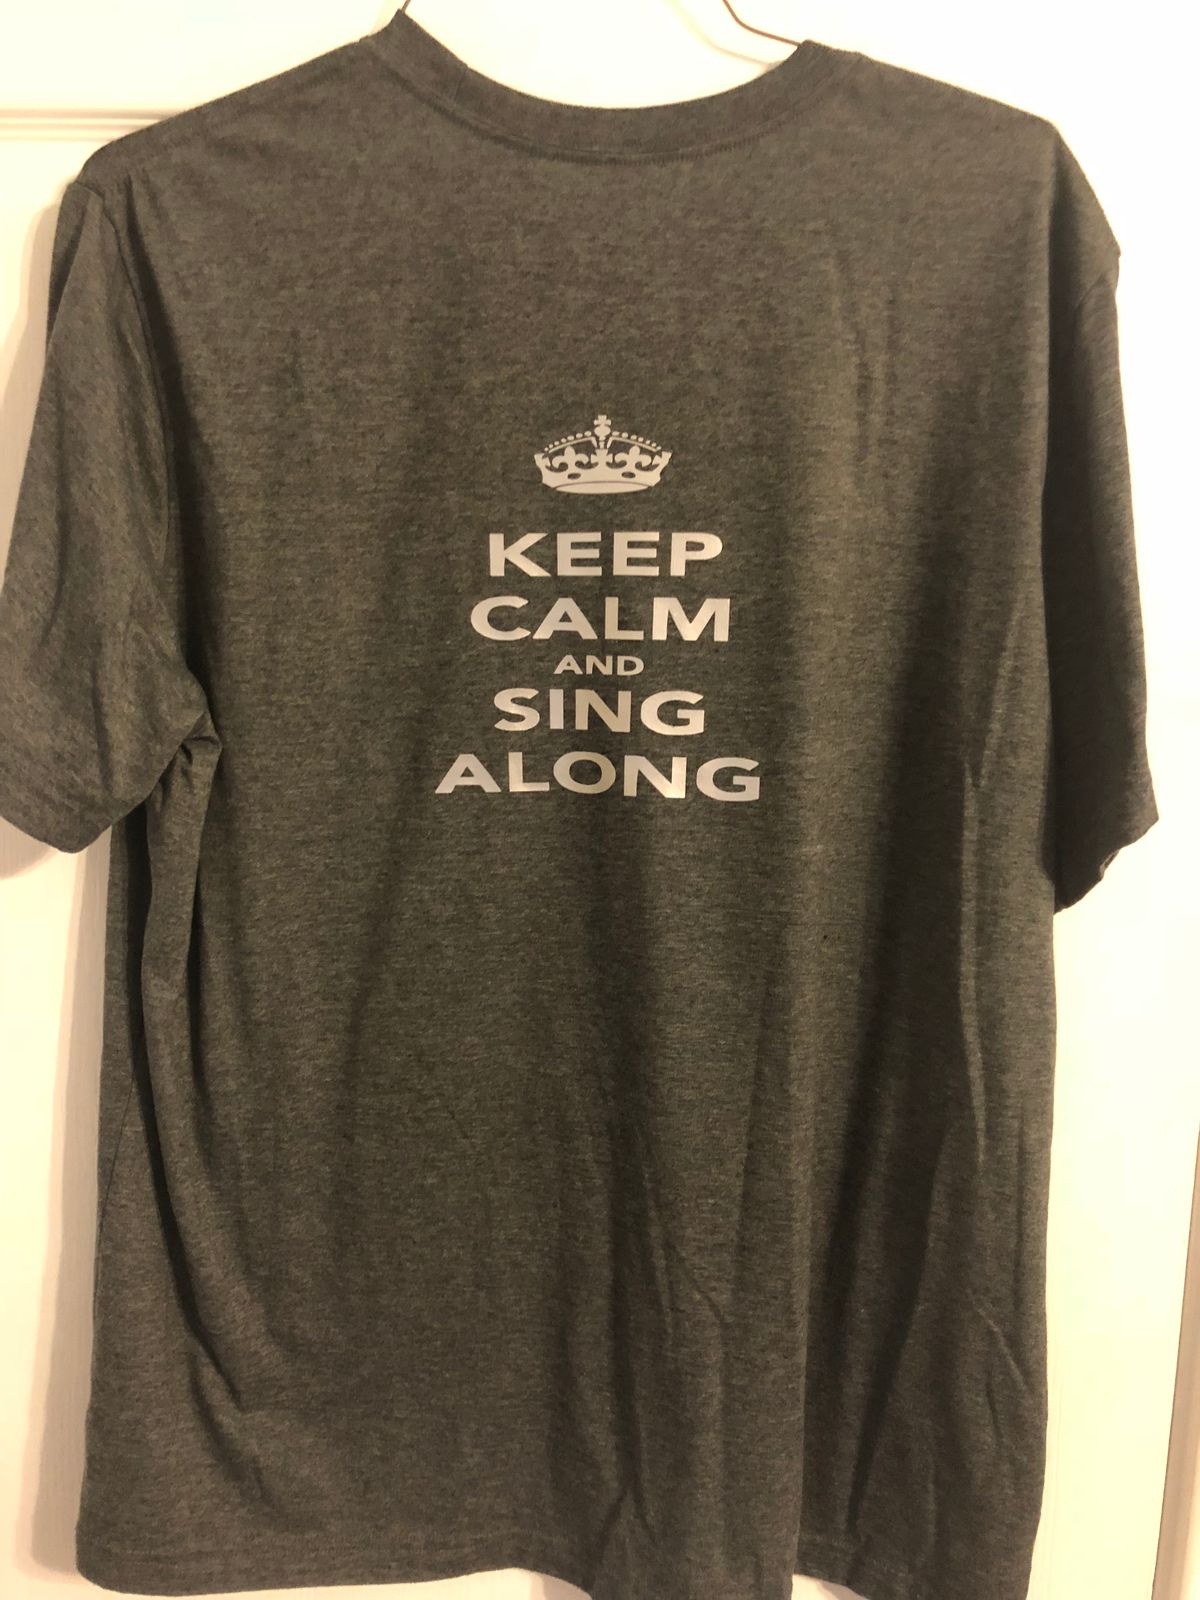 KEEP
CALM
AND
SING
ALONG